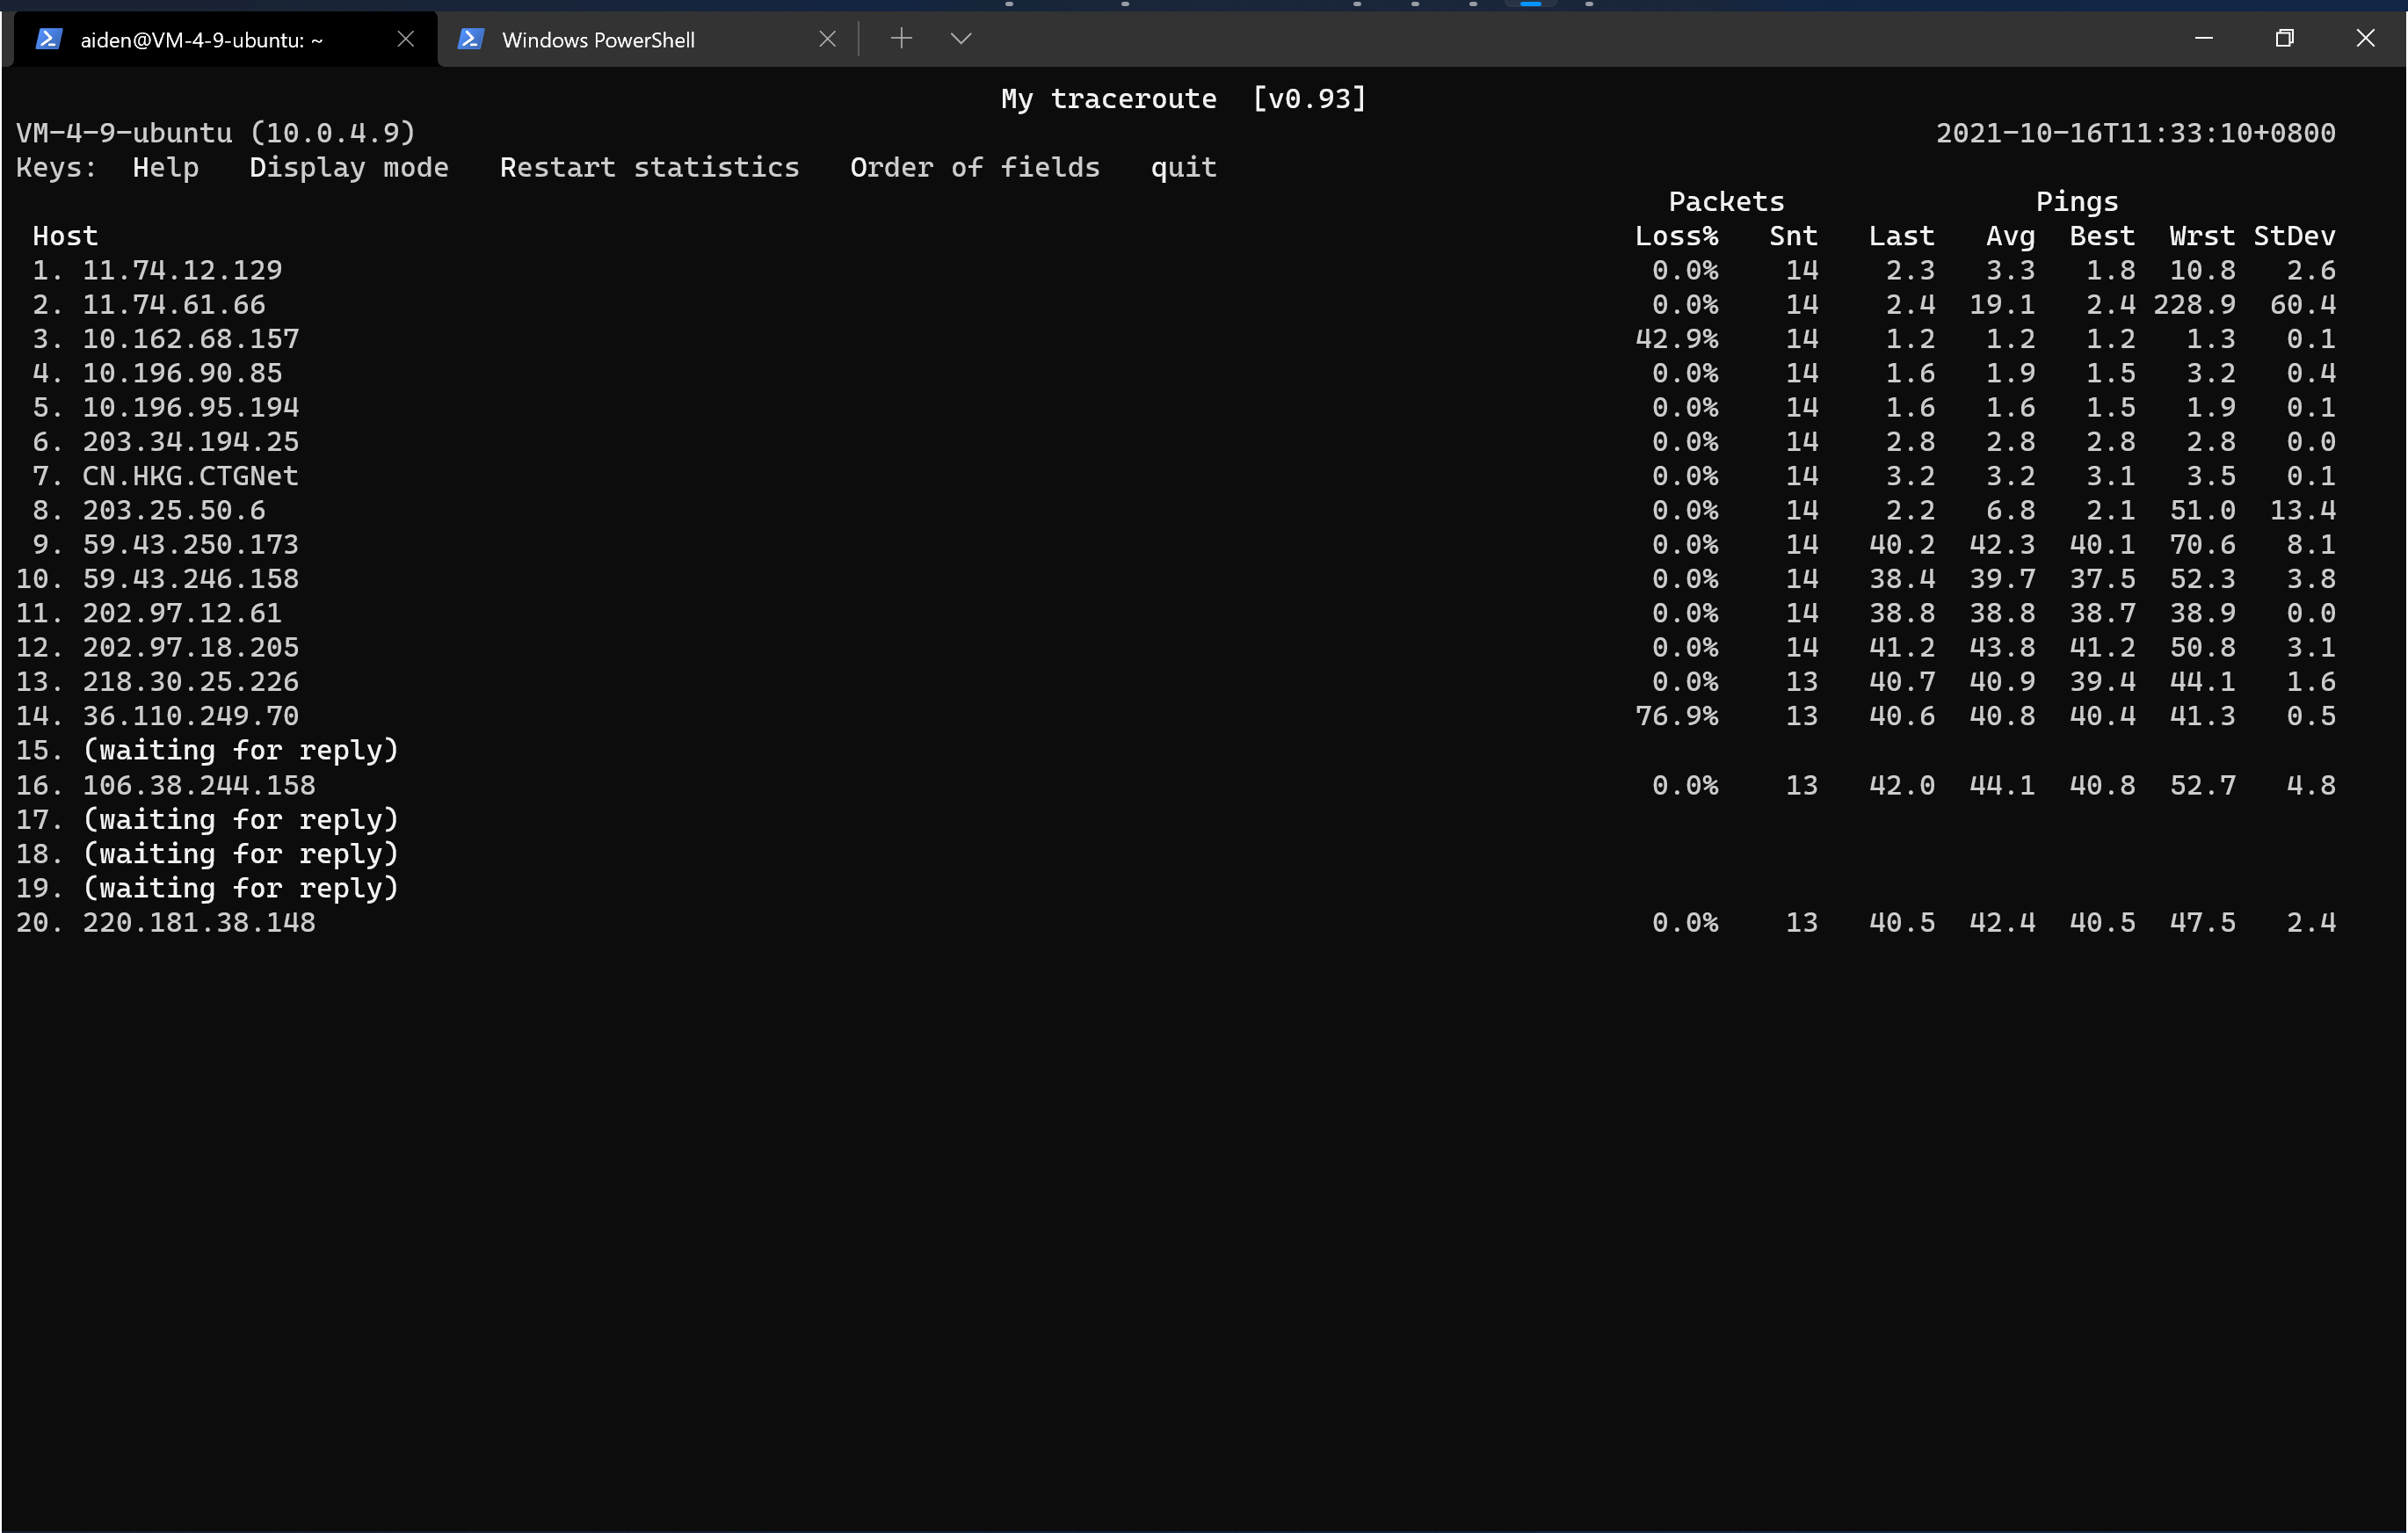 aiden@VM-4-9-ubuntu: ~ Windows PowerShell
My traceroute [v0.93]
VM-4-9-ubuntu (10.0.4.9) 2021-10-16T11:33:10+0800
Keys: Help Display mode Restart statistics Order of fields quit
Packets Pings
Host Loss% Snt Last Avg Best Wrst StDev
1. 11.74.12.129 0.0% 14 2.3 3.3 1.8 10.8 2.6
2. 11.74.61.66 0.0% 14 2.4 19.1 2.4 228.9 60.4
3. 10.162.68.157 42.9% 14 1.2 1.2 1.2 1.3 0.1
4. 10.196.90.85 0.0% 14 1.6 1.9 1.5 3.2 0.4
5. 10.196.95.194 0.0% 14 1.6 1.6 1.5 1.9 0.1
6. 203.34.194.25 0.0% 14 2.8 2.8 2.8 2.8 0.0
7. CN.HKG.CTGNet 0.0% 14 3.2 3.2 3.1 3.5 0.1
8. 203.25.50.6 0.0% 14 2.2 6.8 2.1 51.0 13.4
9. 59.43.250.173 0.0% 14 40.2 42.3 40.1 70.6 8.1
10. 59.43.246.158 0.0% 14 38.4 39.7 37.5 52.3 3.8
11. 202.97.12.61 0.0% 14 38.8 38.8 38.7 38.9 0.0
12. 202.97.18.205 0.0% 14 41.2 43.8 41.2 50.8 3.1
13. 218.30.25.226 0.0% 13 40.7 40.9 39.4 44.1 1.6
14. 36.110.249.70 76.9% 13 40.6 40.8 40.4 41.3 0.5
15. (waiting for reply)
16. 106.38.244.158 0.0% 13 42.0 44.1 40.8 52.7 4.8
17. (waiting for reply)
18. (waiting for reply)
19. (waiting for reply)
20. 220.181.38.148 0.0% 13 40.5 42.4 40.5 47.5 2.4